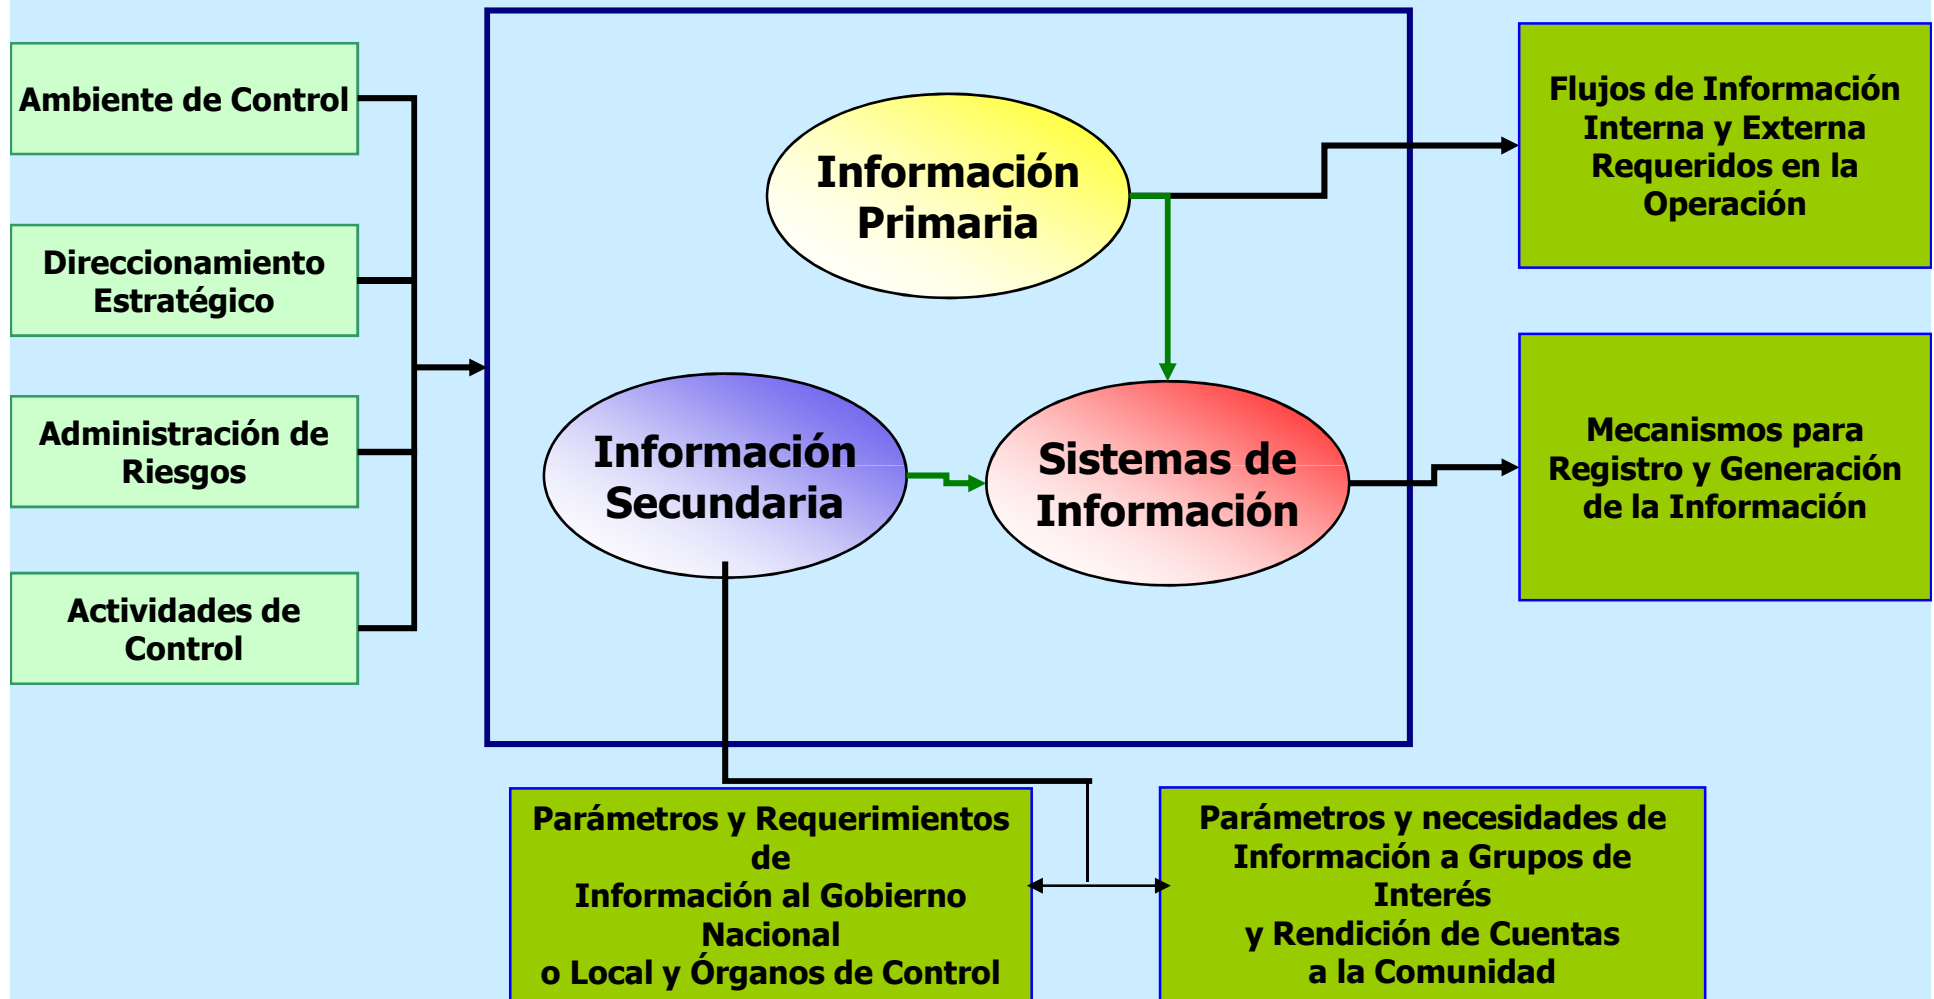 Ambiente de Control
Direccionamiento
Estratégico
Administración de
Riesgos
Actividades de
Control
Información
Primaria
Información
Secundaria
Sistemas de
Información
Flujos de Información
Interna y Externa
Requeridos en la
Operación
Mecanismos para
Registro y Generación
de la Información
Parámetros y Requerimientos
de
Información al Gobierno
Nacional
o Local y Órganos de Control
Parámetros y necesidades de
Información a Grupos de
Interés
y Rendición de Cuentas
a la Comunidad